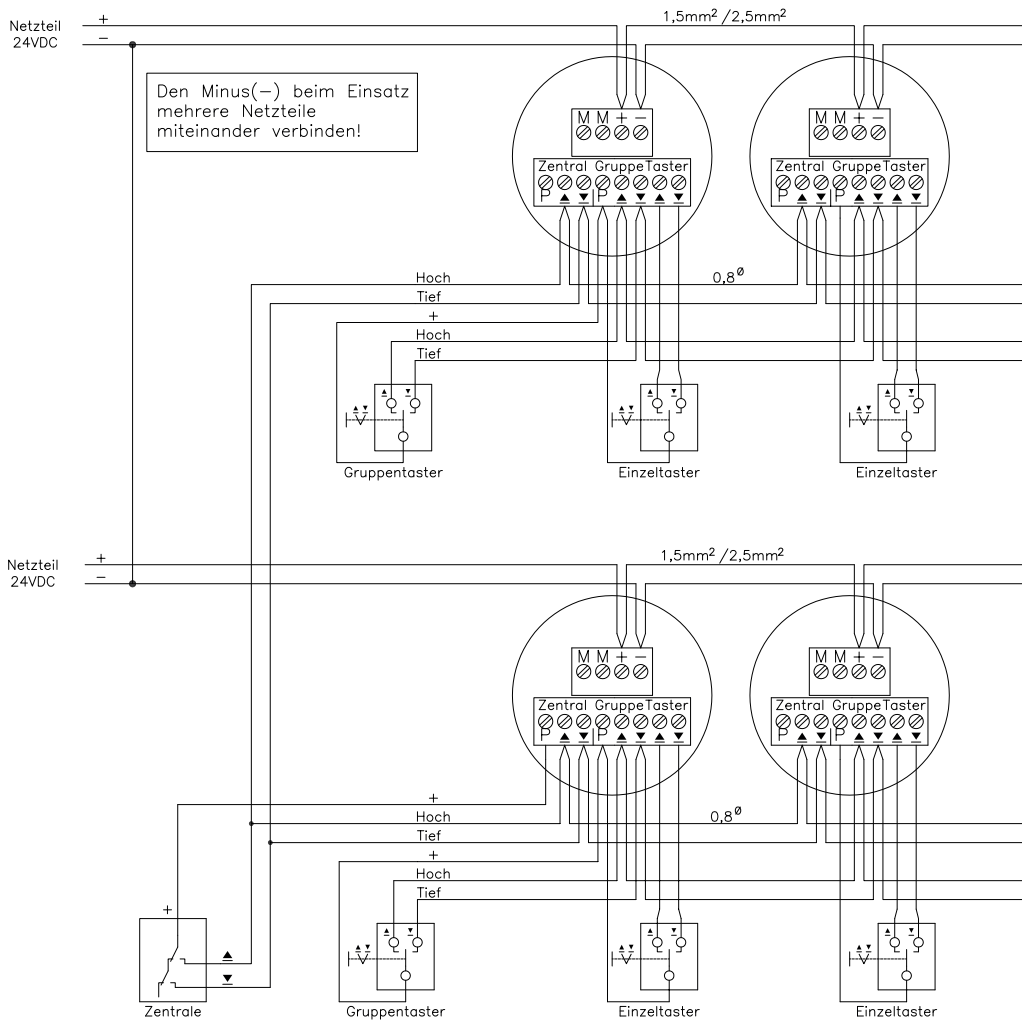 Netzteil
24VDC
+
−
1,5mm² /2,5mm²
Den Minus(−) beim Einsatz
mehrere Netzteile
miteinander verbinden!
M M + −
M M + −
Zentral Gruppe Taster
Zentral Gruppe Taster
P ▲ ▼ P ▲ ▼ ▲ ▼
P ▲ ▼ P ▲ ▼ ▲ ▼
Hoch
0,8ø
Tief
+
Hoch
Tief
Gruppentaster
Einzeltaster
Einzeltaster
Netzteil
24VDC
+
−
1,5mm² /2,5mm²
M M + −
M M + −
Zentral Gruppe Taster
Zentral Gruppe Taster
P ▲ ▼ P ▲ ▼ ▲ ▼
P ▲ ▼ P ▲ ▼ ▲ ▼
+
Hoch
0,8ø
Tief
+
Hoch
Tief
+
▲
▼
Zentrale
Gruppentaster
Einzeltaster
Einzeltaster